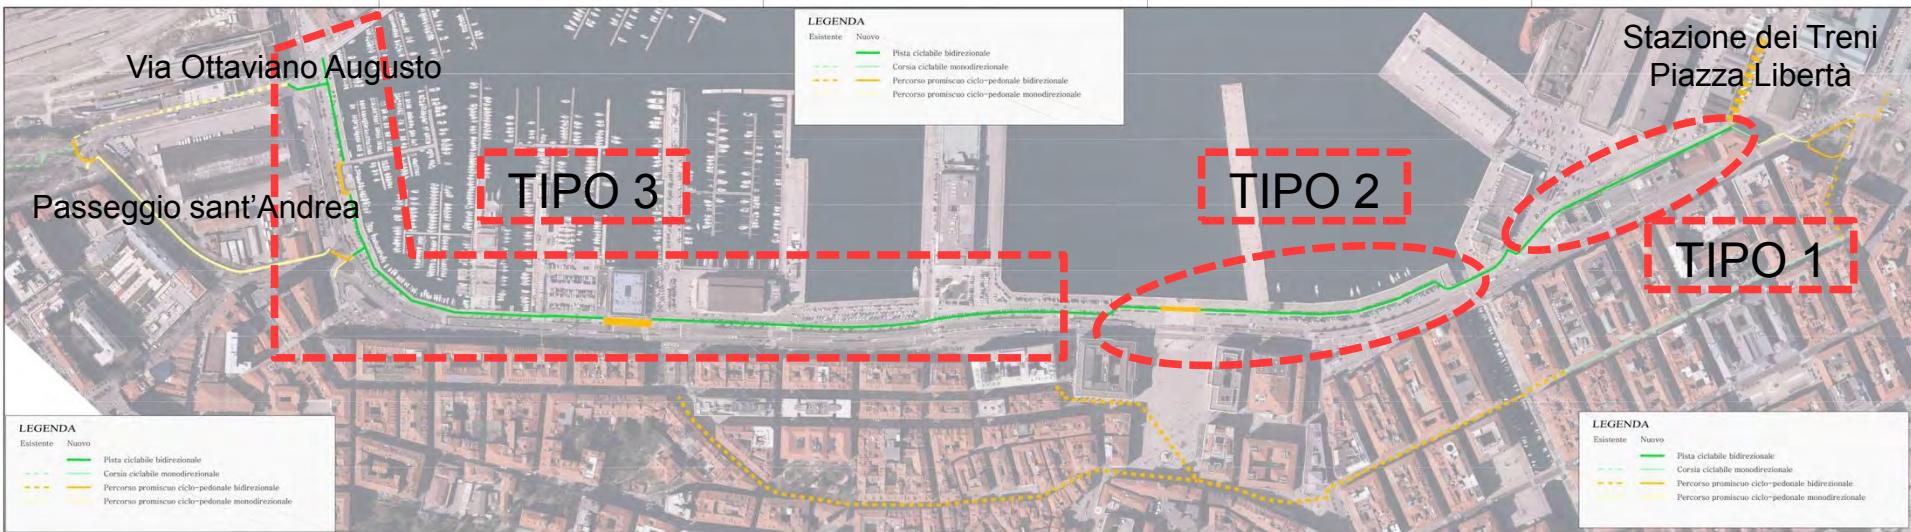 LEGENDA
Esistente Nuovo
Pista ciclabile bidirezionale
Corsia ciclabile monodirezionale
Percorso promiscuo ciclo-pedonale bidirezionale
Percorso promiscuo ciclo-pedonale monodirezionale
Stazione dei Treni
Piazza Libertà
Via Ottaviano Augusto
TIPO 3
TIPO 2
Passeggio sant'Andrea
TIPO 1
LEGENDA
Esistente Nuovo
Pista ciclabile bidirezionale
Corsia ciclabile monodirezionale
Percorso promiscuo ciclo-pedonale bidirezionale
Percorso promiscuo ciclo-pedonale monodirezionale
LEGENDA
Esistente Nuovo
Pista ciclabile bidirezionale
Corsia ciclabile monodirezionale
Percorso promiscuo ciclo-pedonale bidirezionale
Percorso promiscuo ciclo-pedonale monodirezionale